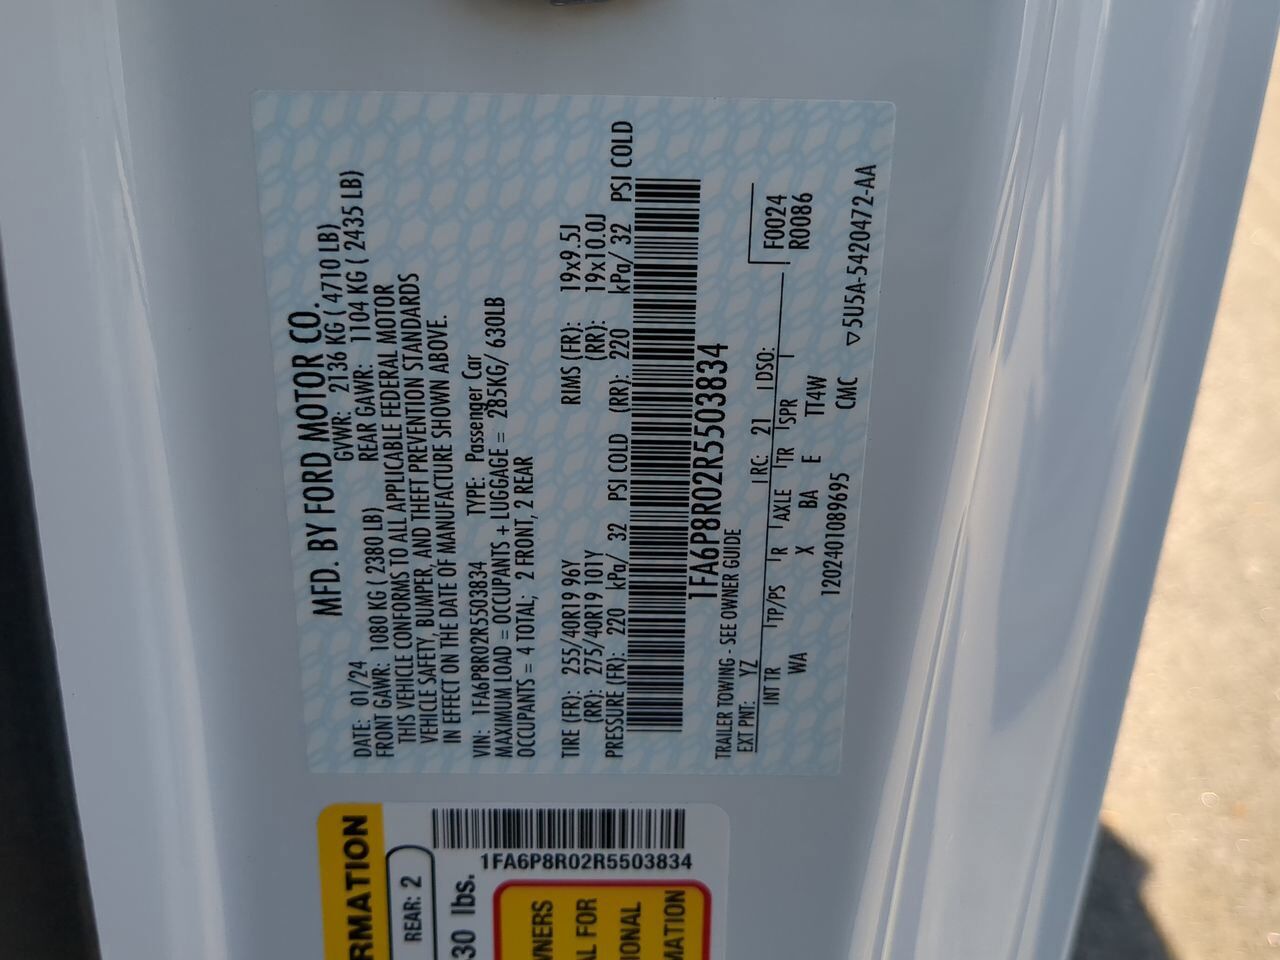 MFD. BY FORD MOTOR CO.
DATE: 01/24 GVWR: 2136 KG ( 4710 LB)
FRONT GAWR: 1080 KG ( 2380 LB) REAR GAWR: 1104 KG ( 2435 LB)
THIS VEHICLE CONFORMS TO ALL APPLICABLE FEDERAL MOTOR
VEHICLE SAFETY, BUMPER, AND THEFT PREVENTION STANDARDS
IN EFFECT ON THE DATE OF MANUFACTURE SHOWN ABOVE.
VIN: 1FA6P8R02R5503834 TYPE: Passenger Car
MAXIMUM LOAD = OCCUPANTS + LUGGAGE = 285KG/ 630LB
OCCUPANTS = 4 TOTAL; 2 FRONT, 2 REAR
TIRE (FR): 255/40R19 96Y RIMS (FR): 19x9.5J
(RR): 275/40R19 101Y (RR): 19x10.0J
PRESSURE (FR): 220 kPa/ 32 PSI COLD (RR): 220 kPa/ 32 PSI COLD
1FA6P8R02R5503834
TRAILER TOWING - SEE OWNER GUIDE
EXT PNT: YZ RC: 21 DSO: F0024
R0086
INT TR TP/PS R AXLE TR SPR
WA X BA E TT4W
1202401089695 CMC ▽5U5A-5420472-AA
RMATION
REAR: 2
30 lbs.
1FA6P8R02R5503834
WNERS
AL FOR
IONAL
MATION